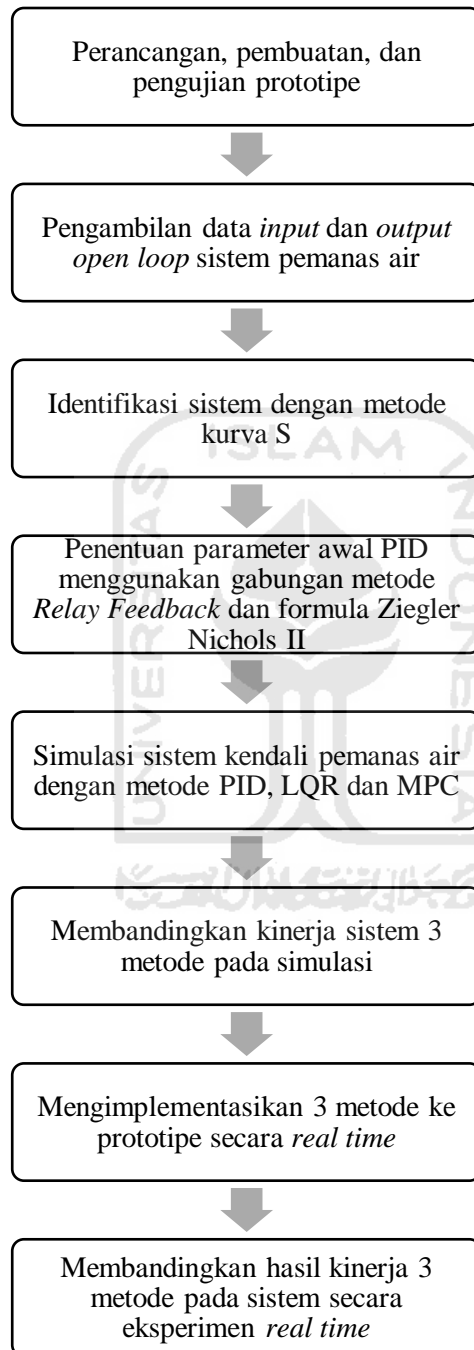 Perancangan, pembuatan, dan
pengujian prototipe
Pengambilan data input dan output
open loop sistem pemanas air
Identifikasi sistem dengan metode
kurva S
ISLAM
UNIVERSITAS
INDONESIA
Penentuan parameter awal PID
menggunakan gabungan metode
Relay Feedback dan formula Ziegler
Nichols II
Simulasi sistem kendali pemanas air
dengan metode PID, LQR dan MPC
Membandingkan kinerja sistem 3
metode pada simulasi
Mengimplementasikan 3 metode ke
prototipe secara real time
Membandingkan hasil kinerja 3
metode pada sistem secara
eksperimen real time